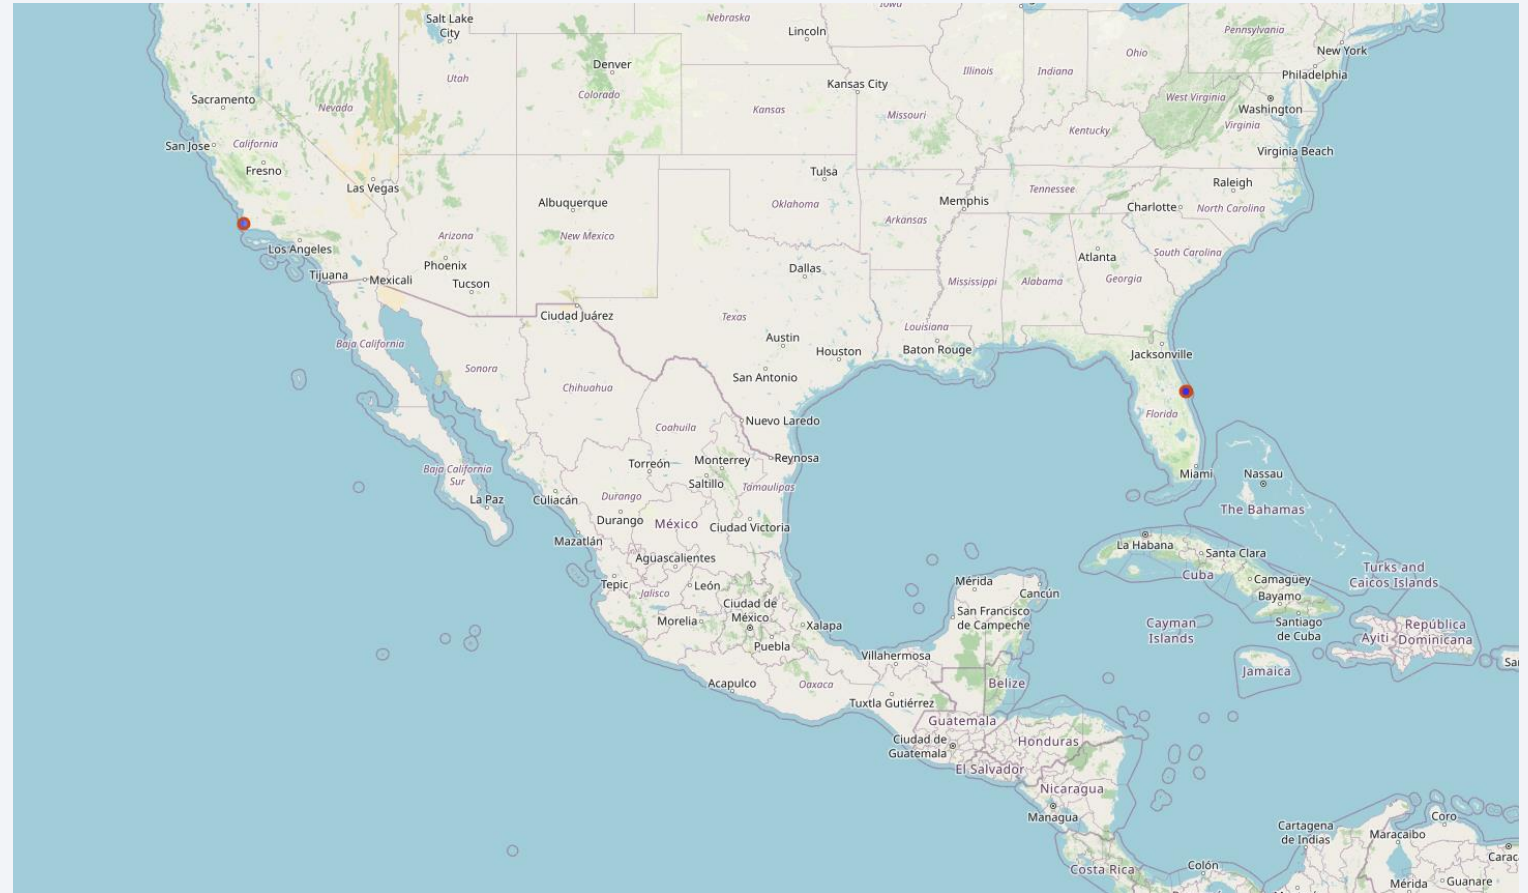 Iowa
Salt Lake
City
Nebraska
Lincoln
Pennsylvania
New York
Denver
Utah
Colorado
Kansas City
Illinois
Indiana
Ohio
Philadelphia
Sacramento
Nevada
Kansas
Missouri
West Virginia
Washington
Virginia
San Jose
California
Kentucky
Virginia Beach
Fresno
Las Vegas
Tulsa
Tennessee
Raleigh
Albuquerque
Oklahoma
Memphis
Charlotte
North Carolina
Arkansas
Arizona
New Mexico
Los Angeles
South Carolina
Atlanta
Phoenix
Dallas
Tijuana
Mexicali
Tucson
Mississippi
Alabama
Georgia
Ciudad Juárez
Texas
Louisiana
Baja California
Austin
Houston
Baton Rouge
Jacksonville
Sonora
Chihuahua
San Antonio
Florida
Nuevo Laredo
Coahuila
Torreón
Monterrey
Reynosa
Baja California
Sur
Saltillo
Tamaulipas
Miami
Nassau
La Paz
Culiacán
Durango
The Bahamas
Durango
México
Ciudad Victoria
Mazatlán
La Habana
Santa Clara
Aguascalientes
Turks and
Caicos Islands
Cuba
Camagüey
Tepic
León
Jalisco
Mérida
Cancún
Bayamo
Ciudad de
México
San Francisco
de Campeche
Morelia
Xalapa
Cayman
Islands
Santiago
de Cuba
Ayiti
República
Dominicana
Puebla
Villahermosa
Jamaica
Acapulco
Oaxaca
Belize
Tuxtla Gutiérrez
Guatemala
Ciudad de
Guatemala
Honduras
El Salvador
Nicaragua
Managua
Cartagena
de Indias
Maracaibo
Coro
Costa Rica
Colón
Mérida
Guanare